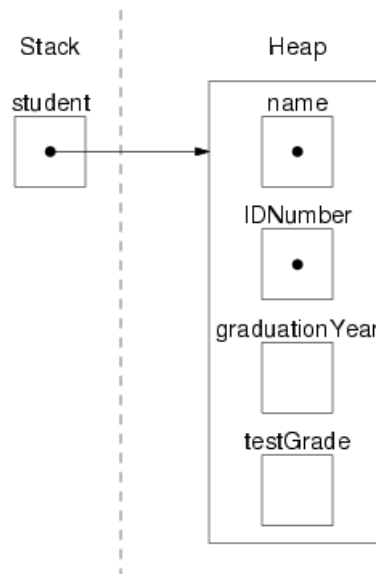 Stack
Heap
student
name
IDNumber
graduationYear
testGrade